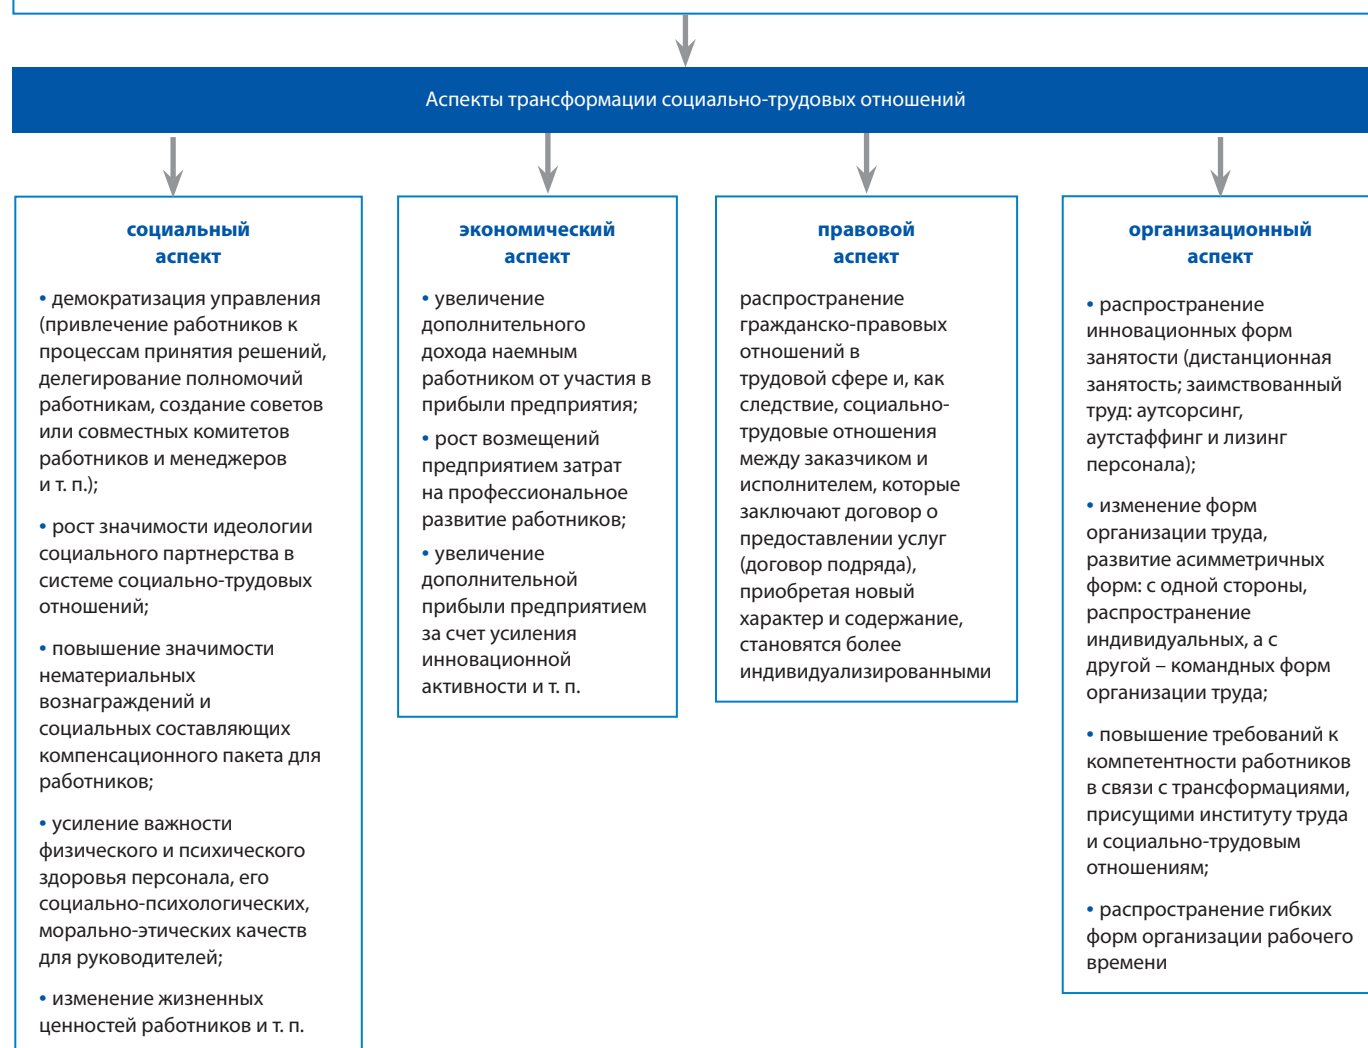 Аспекты трансформации социально-трудовых отношений
социальный
аспект
• демократизация управления
(привлечение работников к
процессам принятия решений,
делегирование полномочий
работникам, создание советов
или совместных комитетов
работников и менеджеров
и т. п.);
• рост значимости идеологии
социального партнерства в
системе социально-трудовых
отношений;
• повышение значимости
нематериальных
вознаграждений и
социальных составляющих
компенсационного пакета для
работников;
• усиление важности
физического и психического
здоровья персонала, его
социально-психологических,
морально-этических качеств
для руководителей;
• изменение жизненных
ценностей работников и т. п.
экономический
аспект
• увеличение
дополнительного
дохода наемным
работником от участия в
прибыли предприятия;
• рост возмещений
предприятием затрат
на профессиональное
развитие работников;
• увеличение
дополнительной
прибыли предприятием
за счет усиления
инновационной
активности и т. п.
правовой
аспект
распространение
гражданско-правовых
отношений в
трудовой сфере и, как
следствие, социально-
трудовые отношения
между заказчиком и
исполнителем, которые
заключают договор о
предоставлении услуг
(договор подряда),
приобретая новый
характер и содержание,
становятся более
индивидуализированными
организационный
аспект
• распространение
инновационных форм
занятости (дистанционная
занятость; заимствованный
труд: аутсорсинг,
аутстаффинг и лизинг
персонала);
• изменение форм
организации труда,
развитие асимметричных
форм: с одной стороны,
распространение
индивидуальных, а с
другой – командных форм
организации труда;
• повышение требований к
компетентности работников
в связи с трансформациями,
присущими институту труда
и социально-трудовым
отношениям;
• распространение гибких
форм организации рабочего
времени